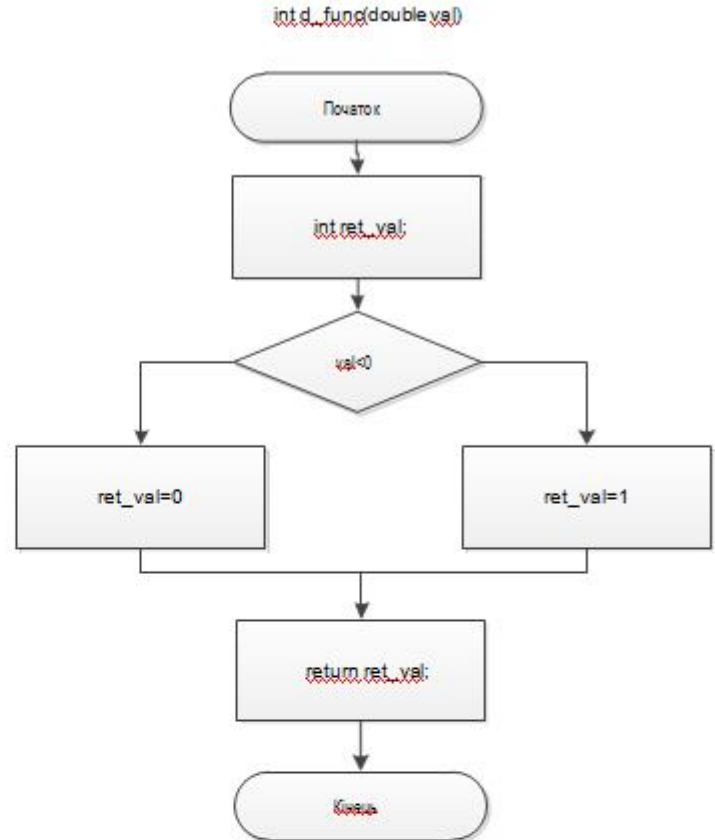 int d_func(double val)
Початок
int ret_val;
val<0
ret_val=0
ret_val=1
return ret_val;
Кінець